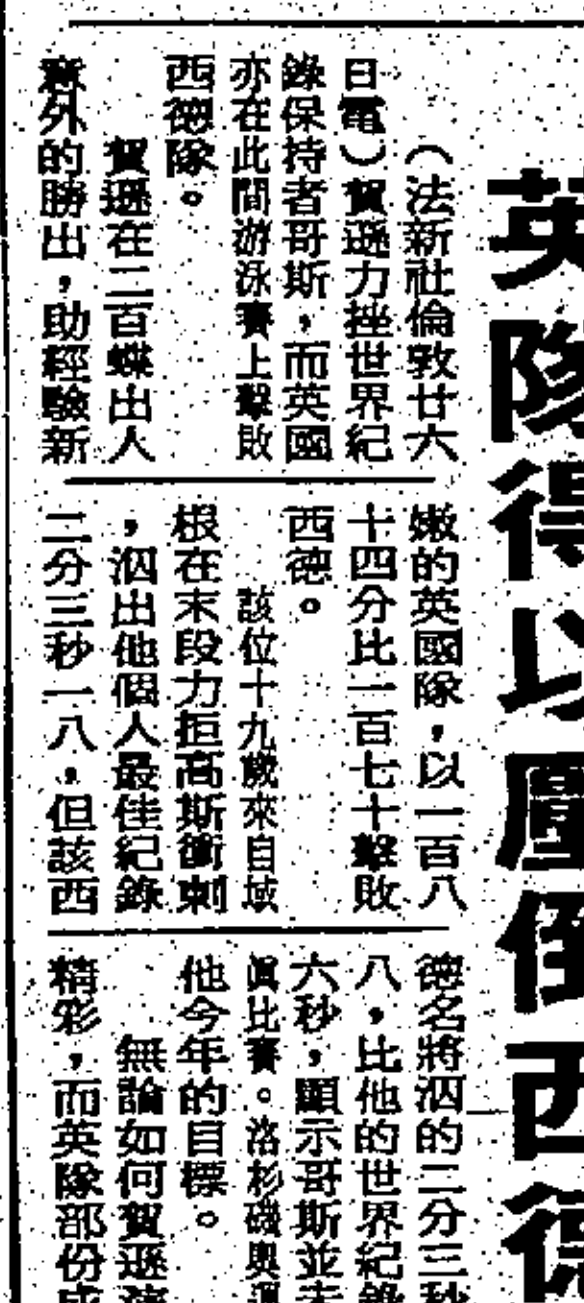 英隊得以壓倒西德
（法新社倫敦廿六
日電）賀遜力挫世界紀
錄保持者哥斯，而英國
亦在此間游泳賽上擊敗
西德隊。
賀遜在二百蝶出人
意外的勝出，助經驗新
嫩的英國隊，以一百八
十四分比一百七十擊敗
西德。
該位十九歲來自域
根在末段力拒高斯衝刺
，泅出他個人最佳紀錄
二分三秒一八，但該西
德名將泅的二分三秒
八，比他的世界紀錄
六秒，顯示哥斯並未
眞比賽。洛杉磯奧運
他今年的目標。
無論如何賀遜
精彩，而英隊部份成